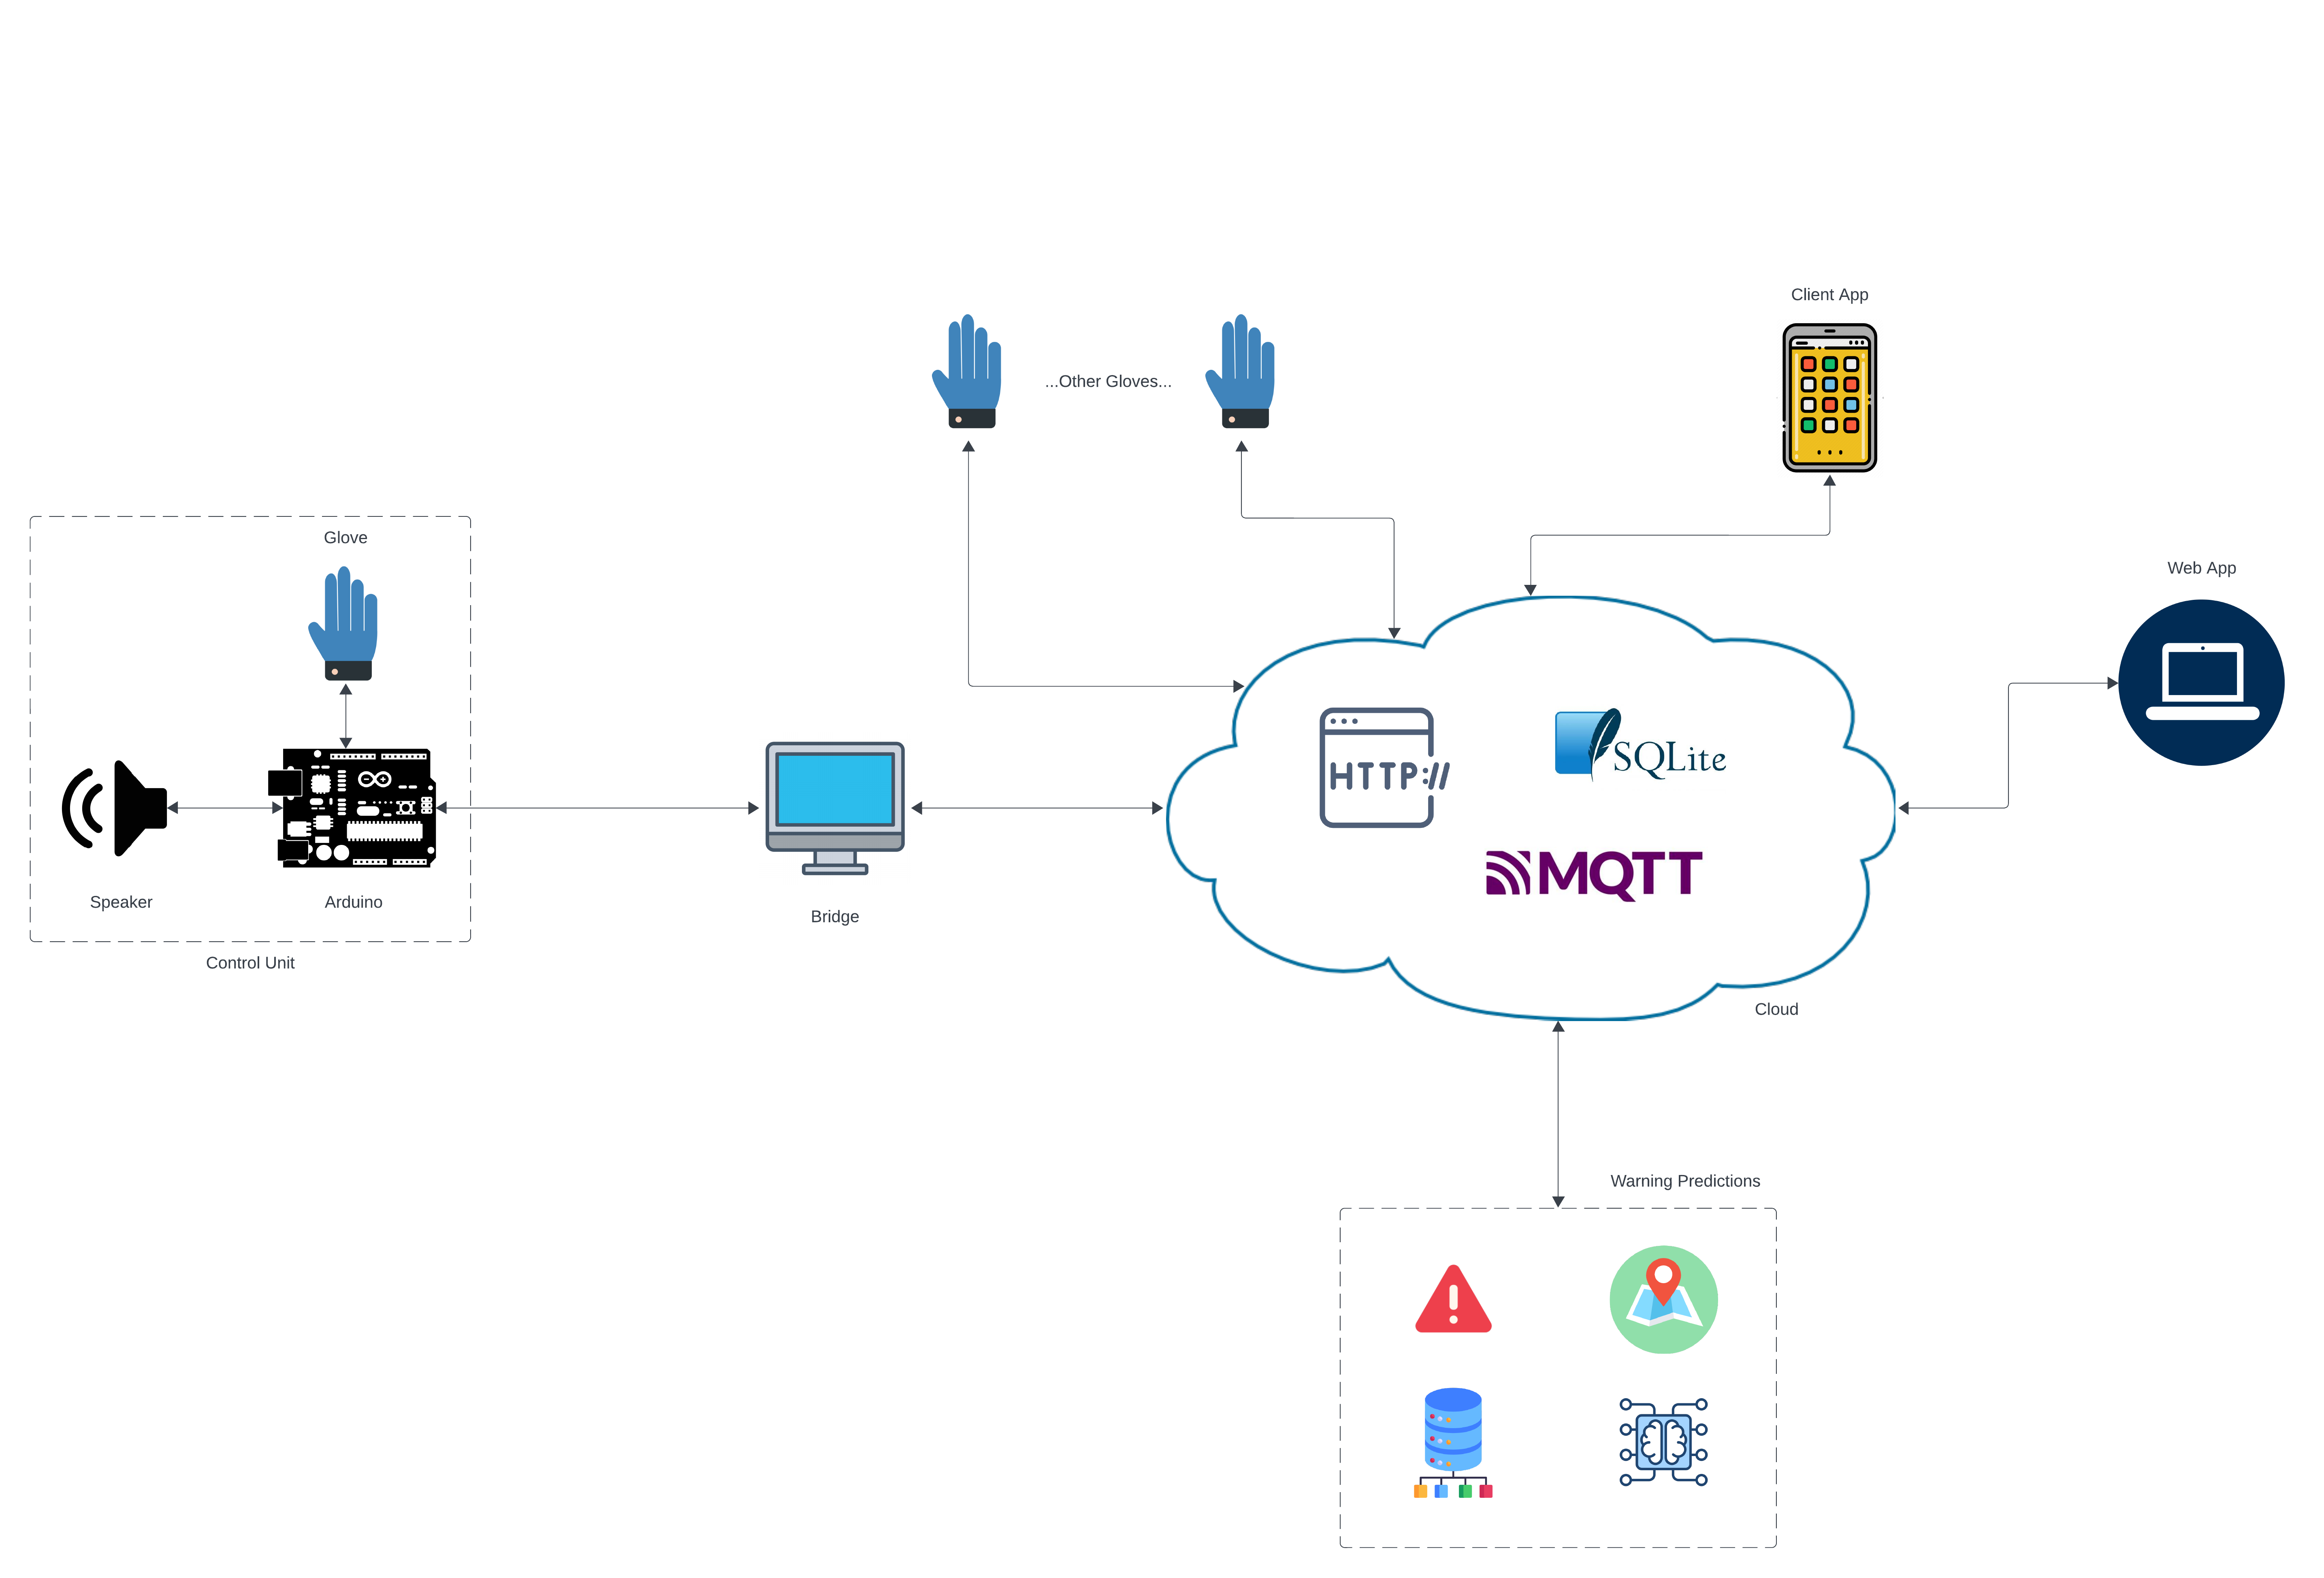 Client App
...Other Gloves...
Glove
Web App
HTTP://
SQLite
MQTT
Speaker
Arduino
Bridge
Control Unit
Cloud
Warning Predictions